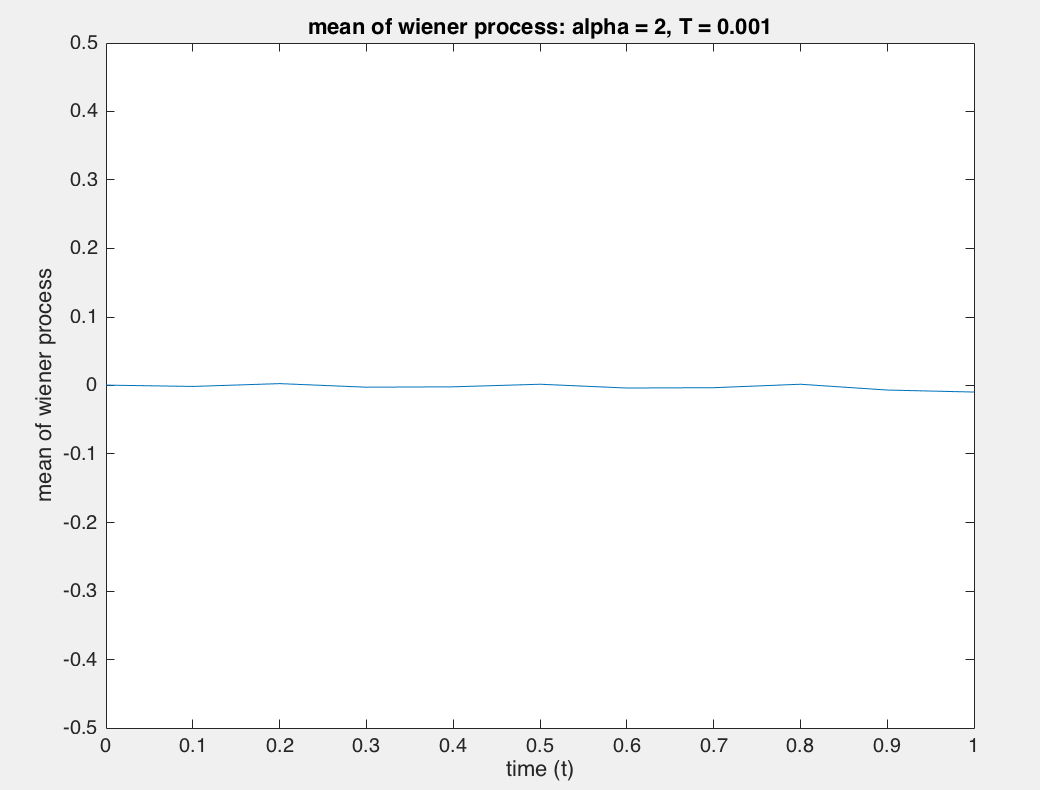 mean of wiener process: alpha = 2, T = 0.001
mean of wiener process
0.5
0.4
0.3
0.2
0.1
0
-0.1
-0.2
-0.3
-0.4
-0.5
0 0.1 0.2 0.3 0.4 0.5 0.6 0.7 0.8 0.9 1
time (t)